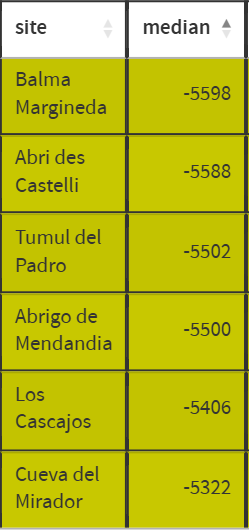 site median
Balma
Margineda -5598
Abri des
Castelli -5588
Tumul del
Padro -5502
Abrigo de
Mendandia -5500
Los
Cascajos -5406
Cueva del
Mirador -5322